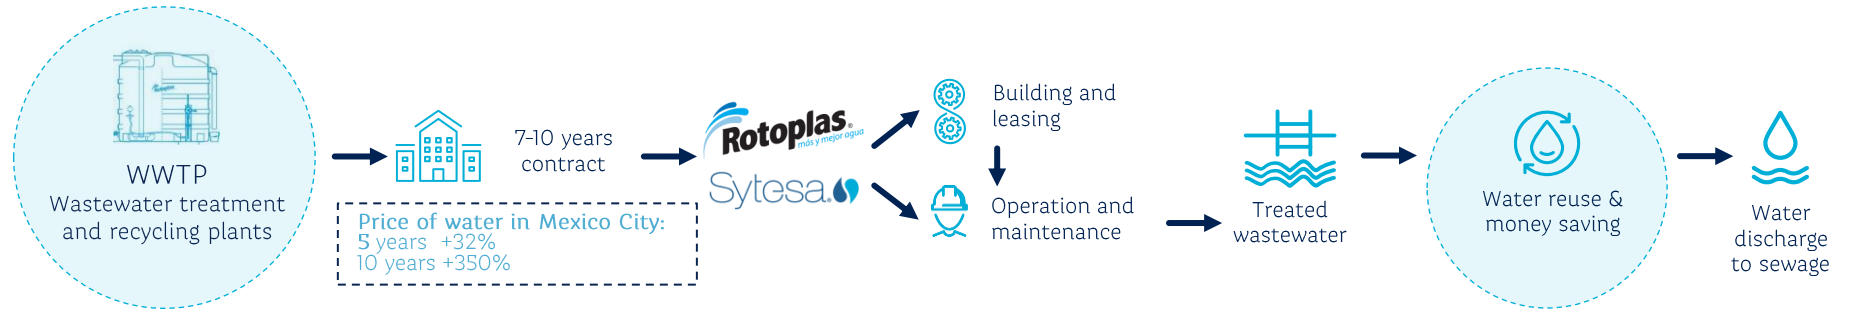 Rotoplas
WWTP
Wastewater treatment
and recycling plants
7-10 years
contract
Price of water in Mexico City:
5 years +32%
10 years +350%
Rotoplas®
más y mejor agua
Sytesa®
Building and
leasing
Operation and
maintenance
Treated
wastewater
Water reuse &
money saving
Water
discharge
to sewage